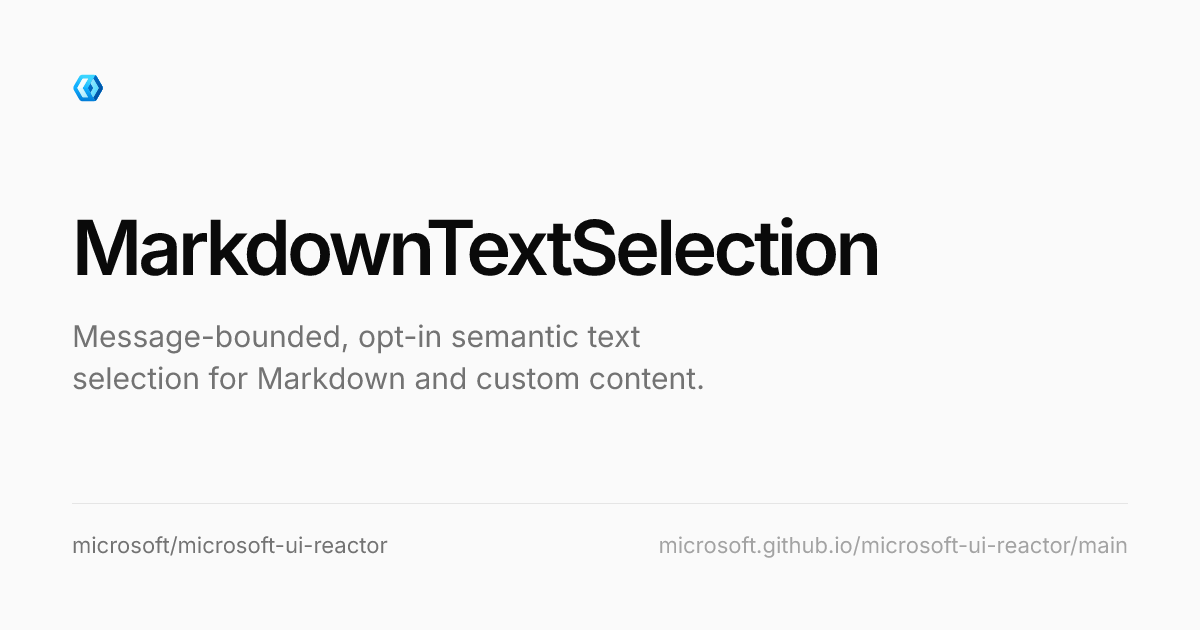 MarkdownTextSelection
Message-bounded, opt-in semantic text
selection for Markdown and custom content.
microsoft/microsoft-ui-reactor
microsoft.github.io/microsoft-ui-reactor/main